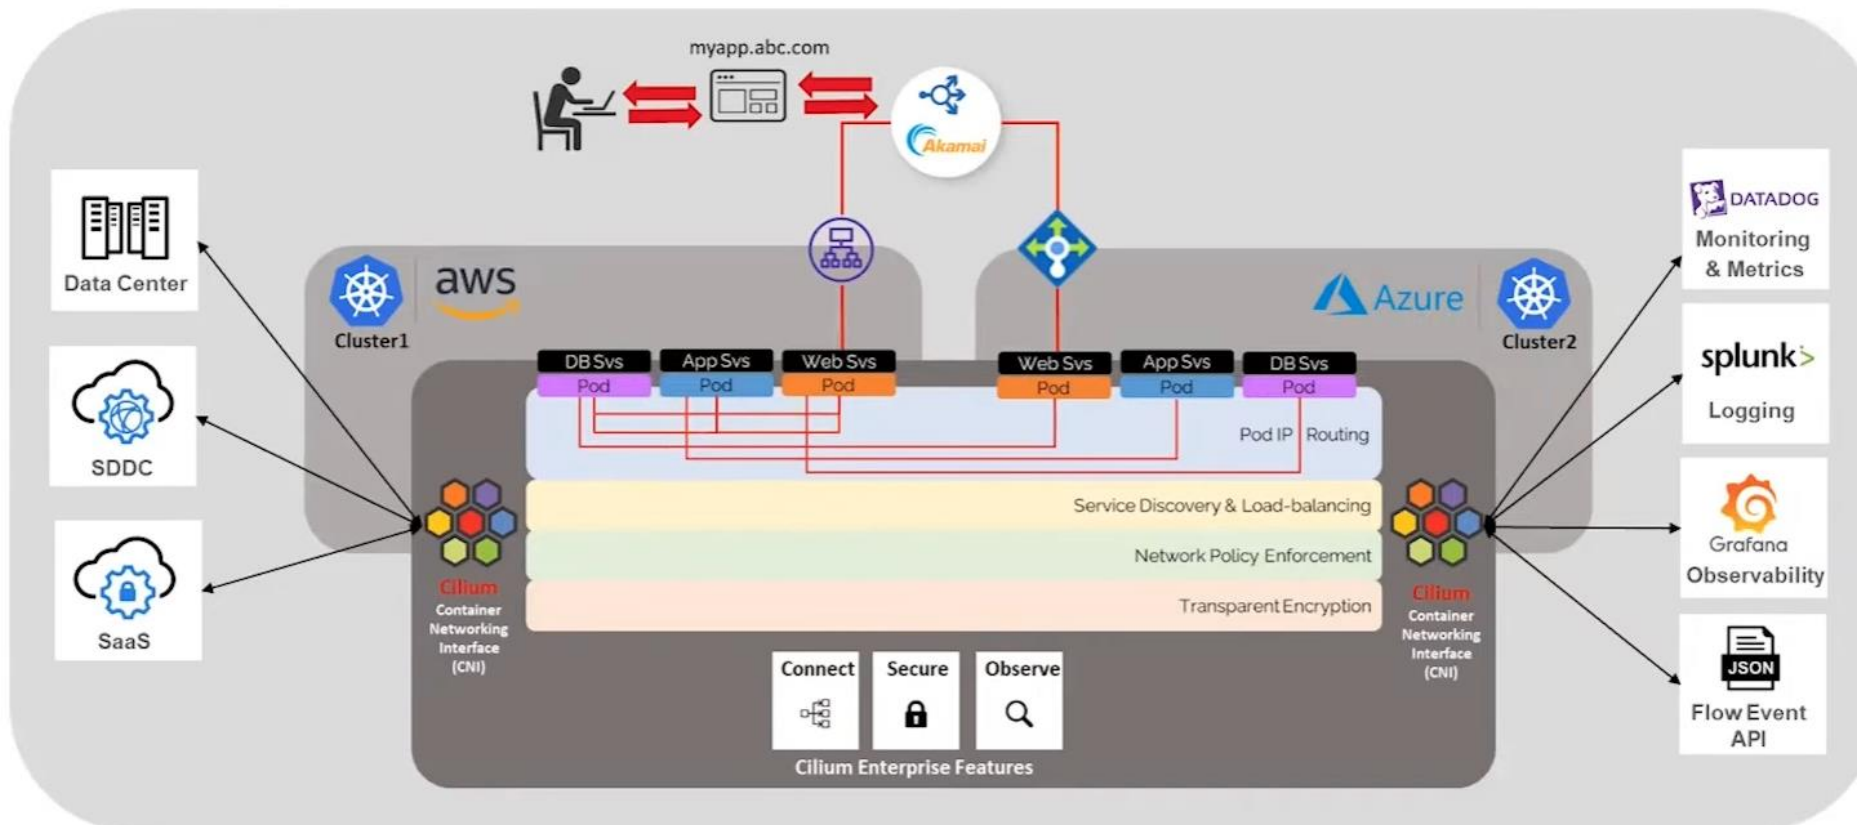 myapp.abc.com
Akamai
Data Center
SDDC
SaaS
Cluster1
aws
Azure
Cluster2
DB Svs
Pod
App Svs
Pod
Web Svs
Pod
Web Svs
Pod
App Svs
Pod
DB Svs
Pod
Pod IP Routing
Service Discovery & Load-balancing
Network Policy Enforcement
Transparent Encryption
Cilium
Container
Networking
Interface
(CNI)
Cilium
Container
Networking
Interface
(CNI)
Connect
Secure
Observe
Cilium Enterprise Features
DATADOG
Monitoring
& Metrics
splunk>
Logging
Grafana
Observability
JSON
Flow Event
API